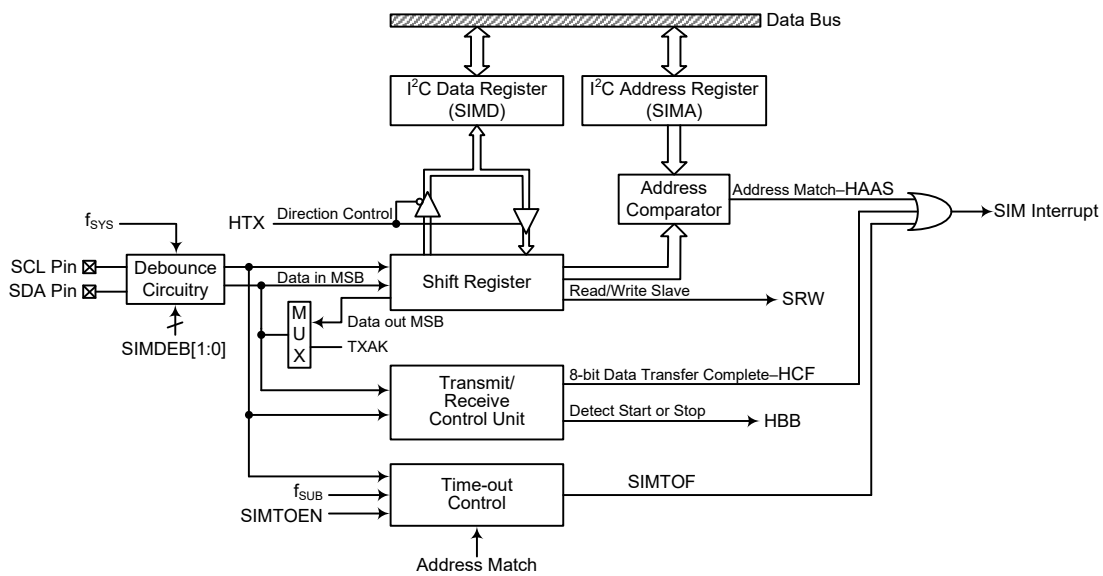 Data Bus
I²C Data Register
(SIMD)
I²C Address Register
(SIMA)
Address
Comparator
Address Match–HAAS
SIM Interrupt
HTX
Direction Control
fSYS
SCL Pin
SDA Pin
Debounce
Circuitry
SIMDEB[1:0]
Data in MSB
Shift Register
Read/Write Slave
SRW
M
U
X
Data out MSB
TXAK
Transmit/
Receive
Control Unit
8-bit Data Transfer Complete–HCF
Detect Start or Stop
HBB
fSUB
SIMTOEN
Time-out
Control
SIMTOF
Address Match